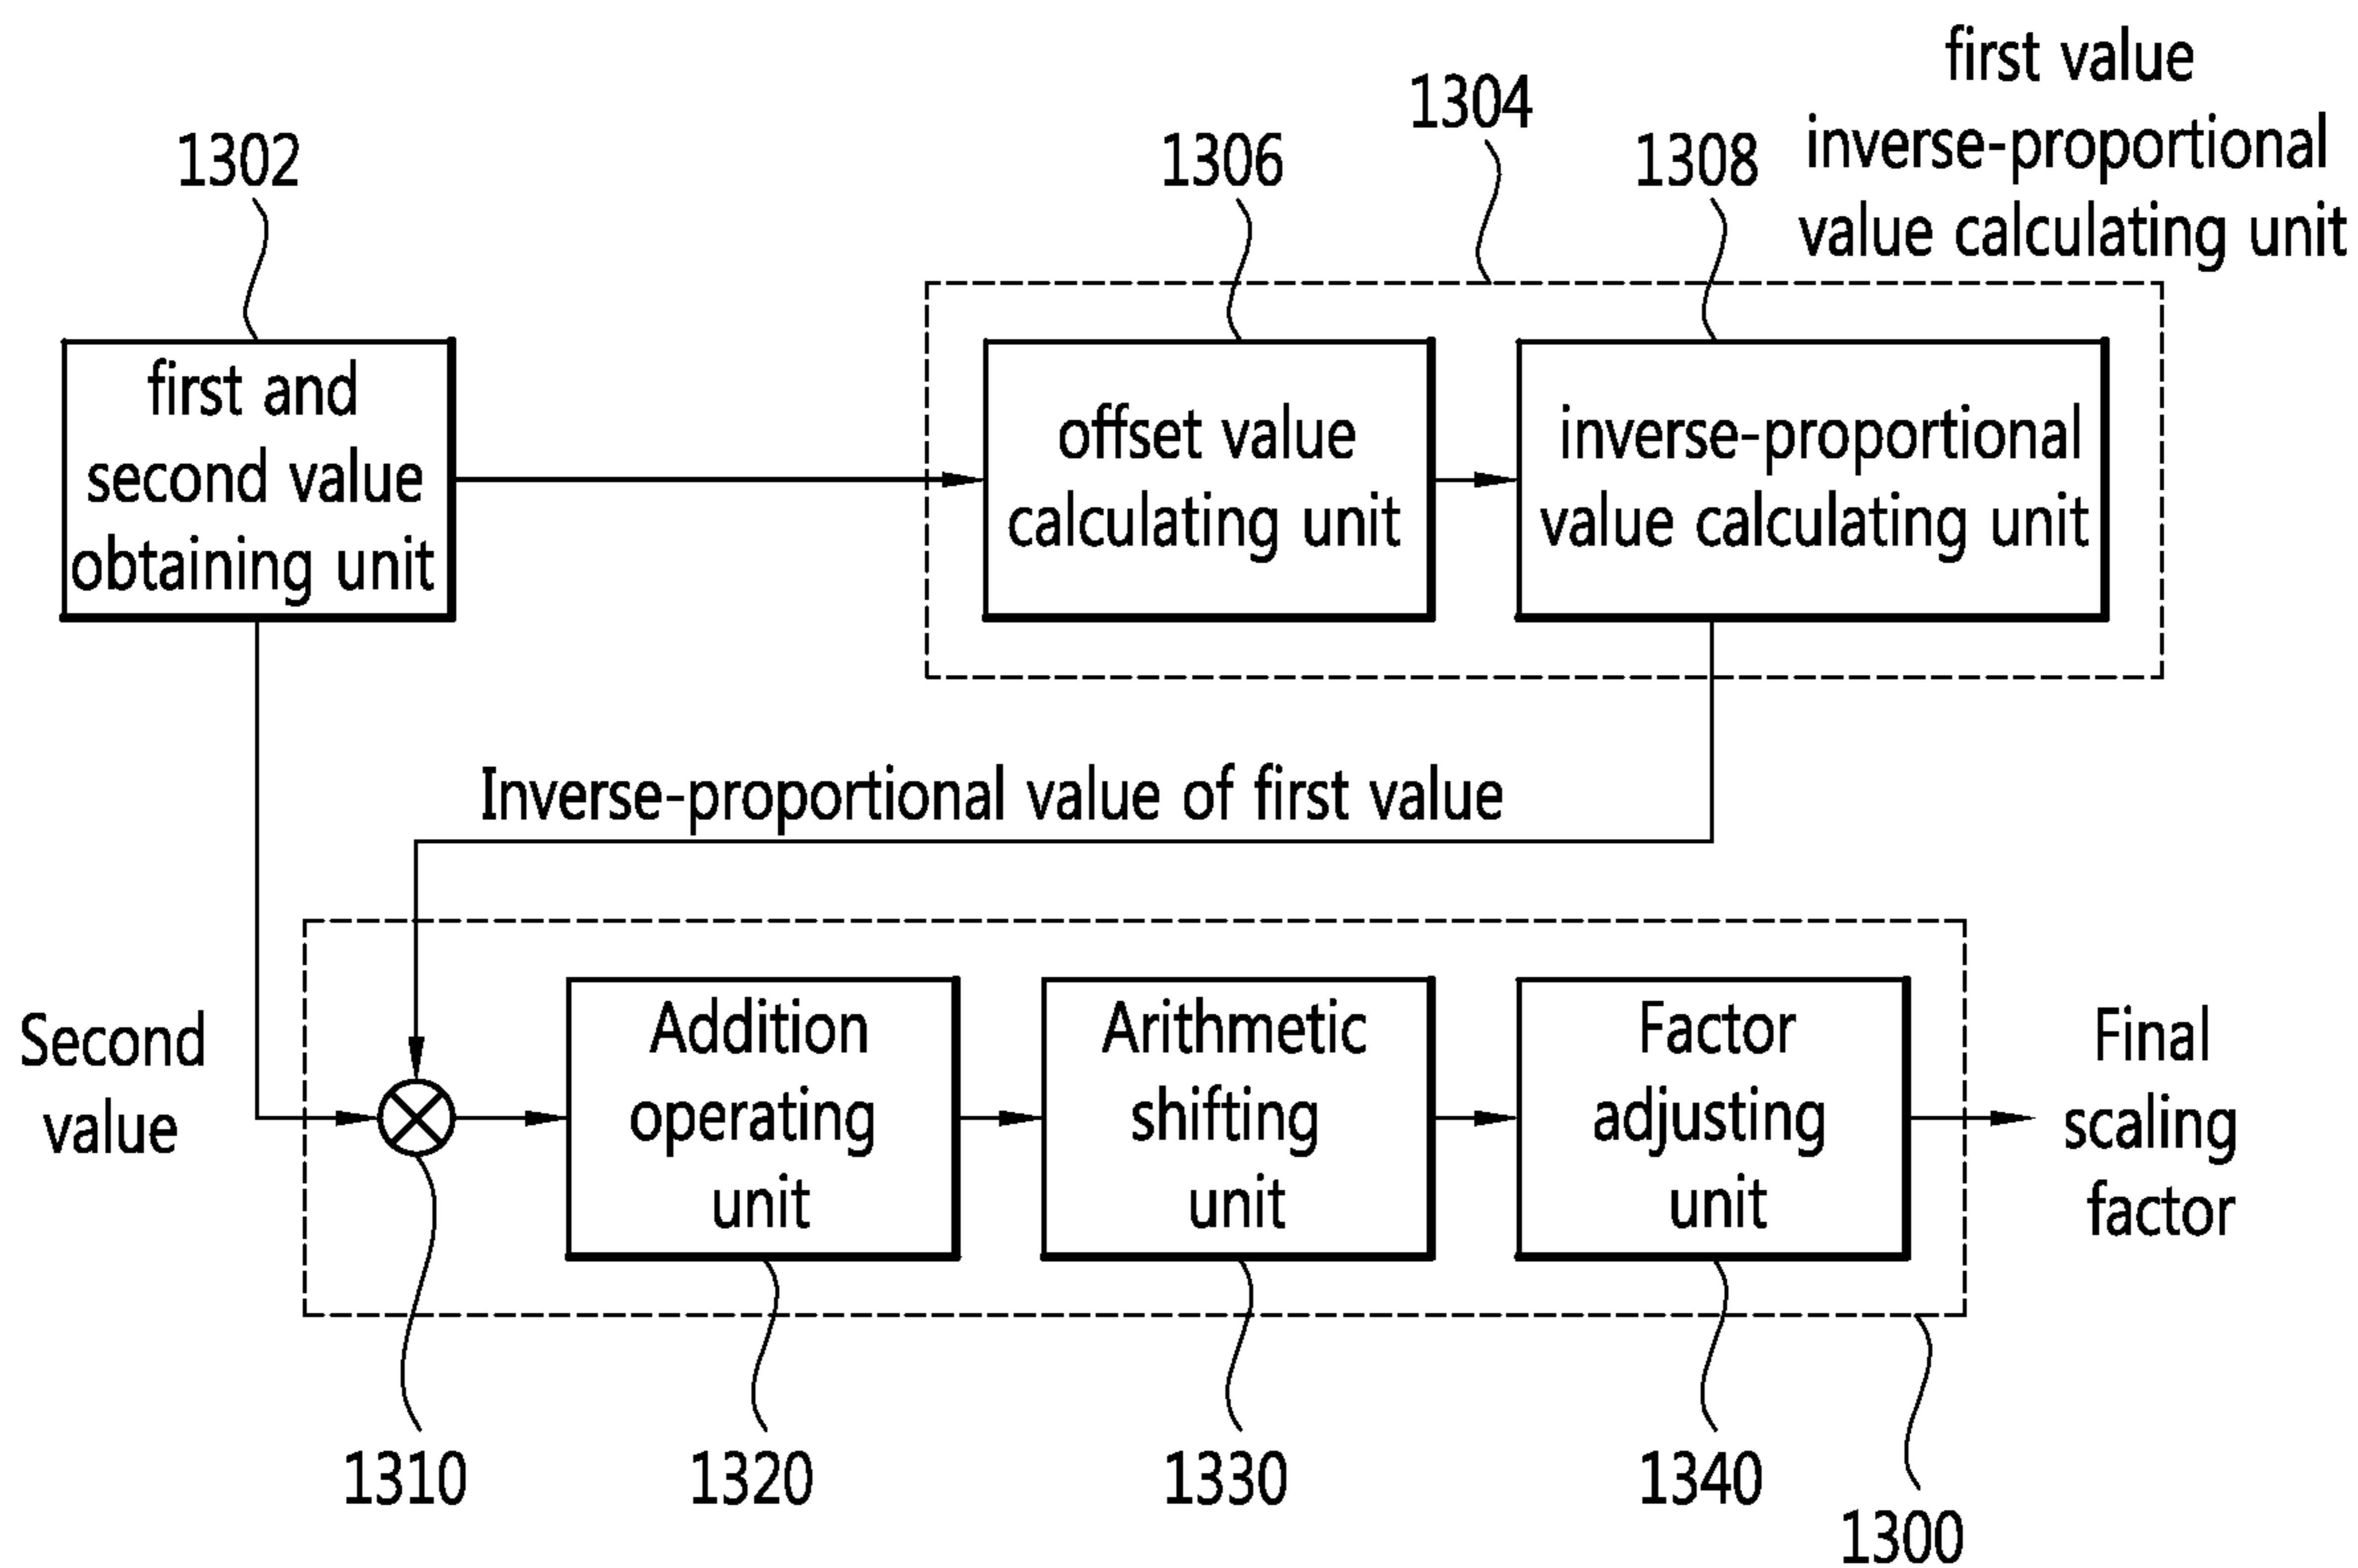 first value
inverse-proportional
value calculating unit
1304
1302
1306
1308
first and
second value
obtaining unit
offset value
calculating unit
inverse-proportional
value calculating unit
Inverse-proportional value of first value
Second
value
Addition
operating
unit
Arithmetic
shifting
unit
Factor
adjusting
unit
Final
scaling
factor
1310
1320
1330
1340
1300